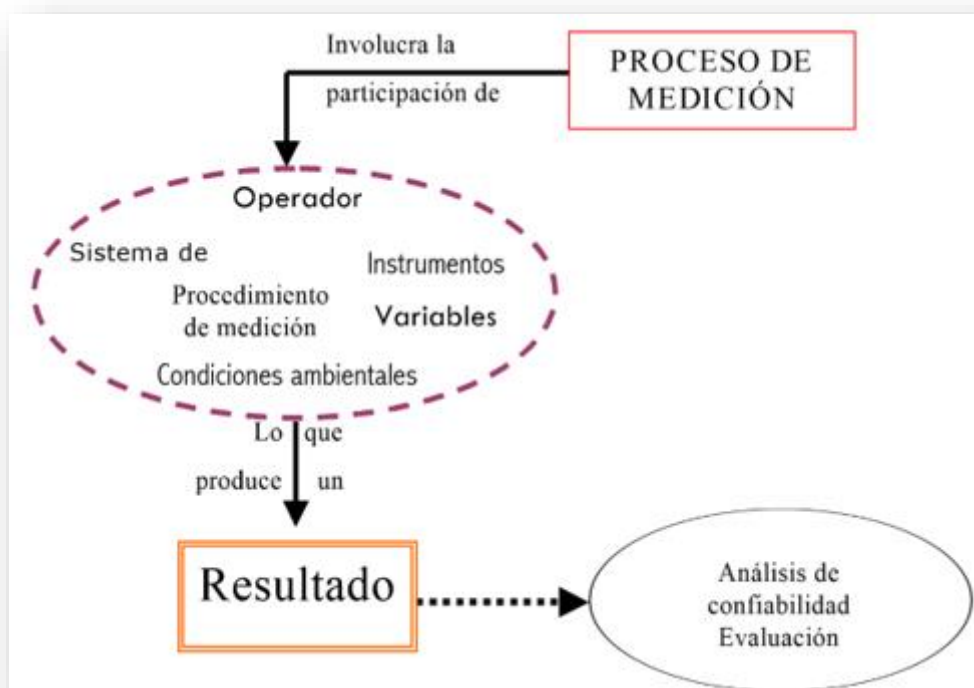 Involucra la
participación de
PROCESO DE
MEDICIÓN
Operador
Sistema de
Instrumentos
Procedimiento
de medición
Variables
Condiciones ambientales
Lo que
produce un
Resultado
Análisis de
confiabilidad
Evaluación